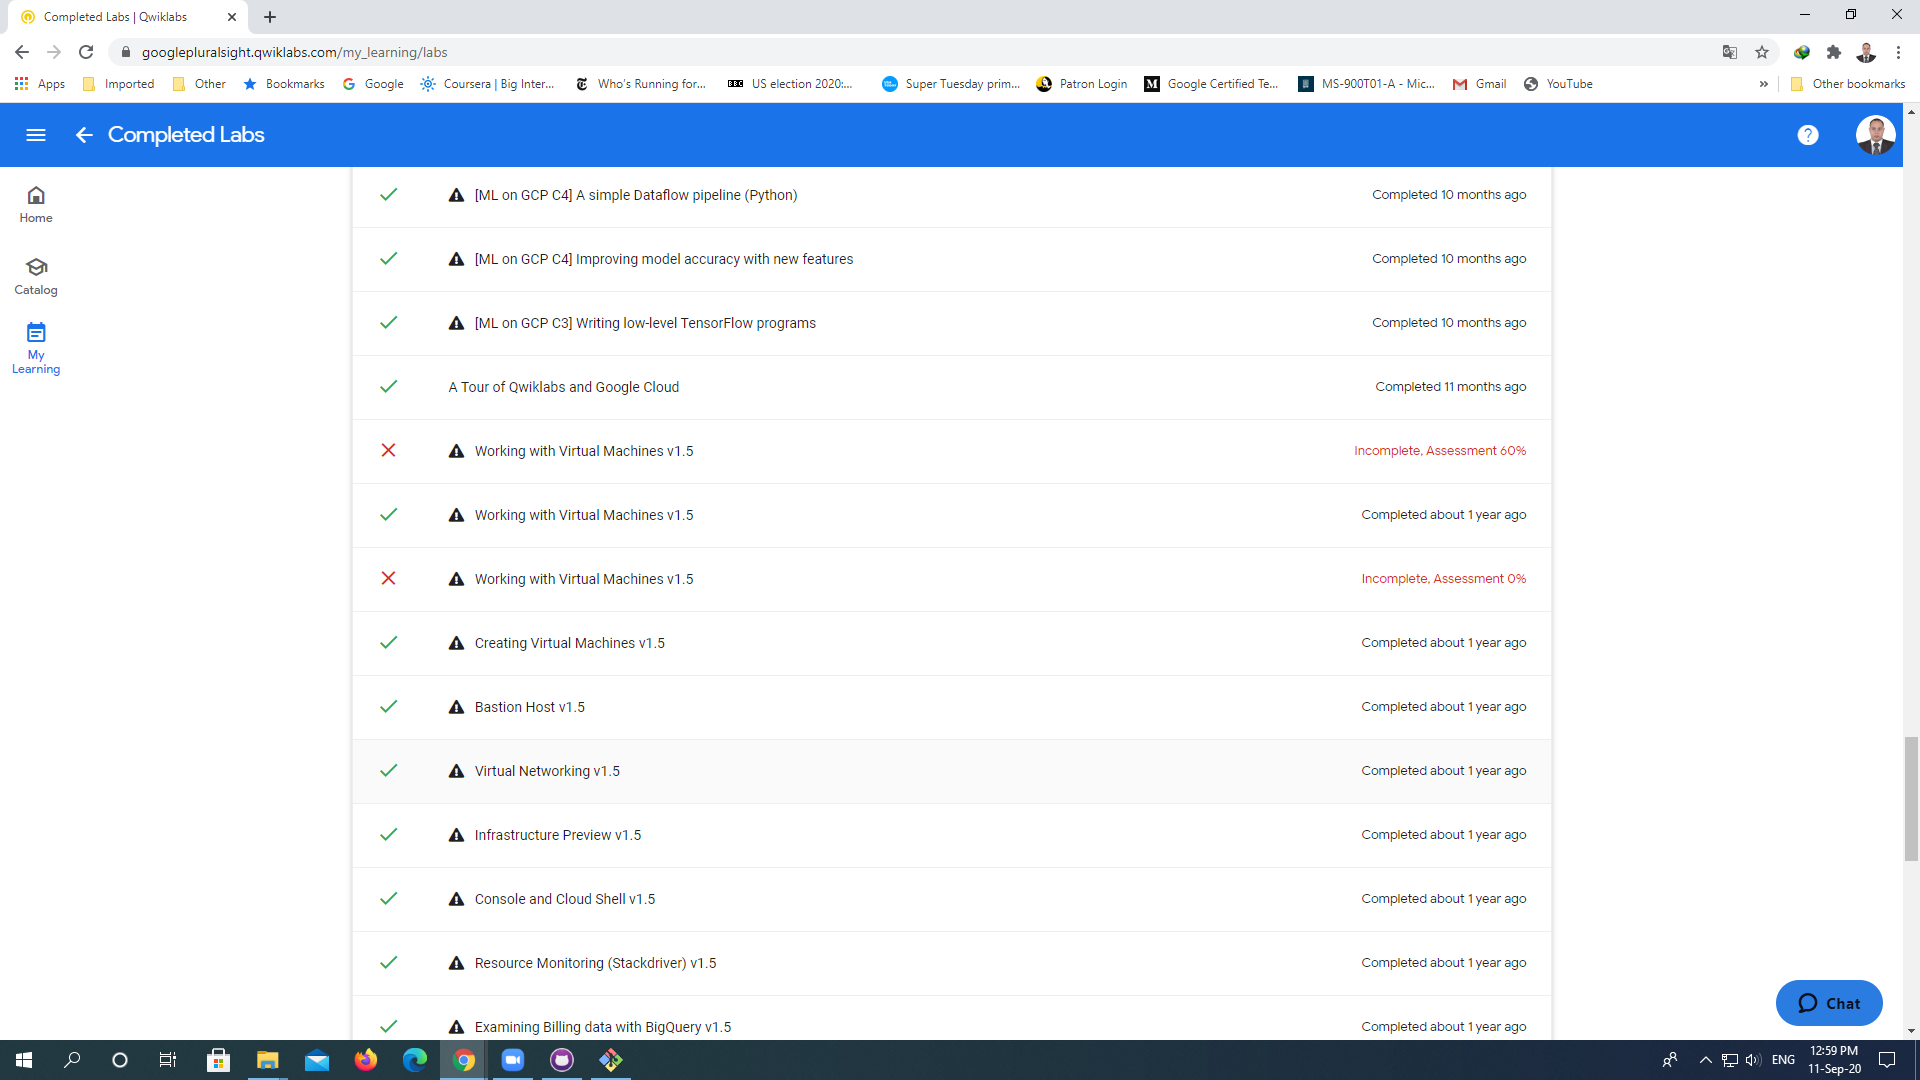 Completed Labs | Qwiklabs
googlepluralsight.qwiklabs.com/my_learning/labs
Apps Imported Other Bookmarks Google Coursera | Big Inter... Who's Running for... BBC US election 2020:... Super Tuesday prim... Patron Login Google Certified Te... MS-900T01-A - Mic... Gmail YouTube » Other bookmarks
Completed Labs
Home
Catalog
My
Learning
[ML on GCP C4] A simple Dataflow pipeline (Python) Completed 10 months ago
[ML on GCP C4] Improving model accuracy with new features Completed 10 months ago
[ML on GCP C3] Writing low-level TensorFlow programs Completed 10 months ago
A Tour of Qwiklabs and Google Cloud Completed 11 months ago
Working with Virtual Machines v1.5 Incomplete, Assessment 60%
Working with Virtual Machines v1.5 Completed about 1 year ago
Working with Virtual Machines v1.5 Incomplete, Assessment 0%
Creating Virtual Machines v1.5 Completed about 1 year ago
Bastion Host v1.5 Completed about 1 year ago
Virtual Networking v1.5 Completed about 1 year ago
Infrastructure Preview v1.5 Completed about 1 year ago
Console and Cloud Shell v1.5 Completed about 1 year ago
Resource Monitoring (Stackdriver) v1.5 Completed about 1 year ago
Examining Billing data with BigQuery v1.5 Completed about 1 year ago
Chat
ENG
12:59 PM
11-Sep-20